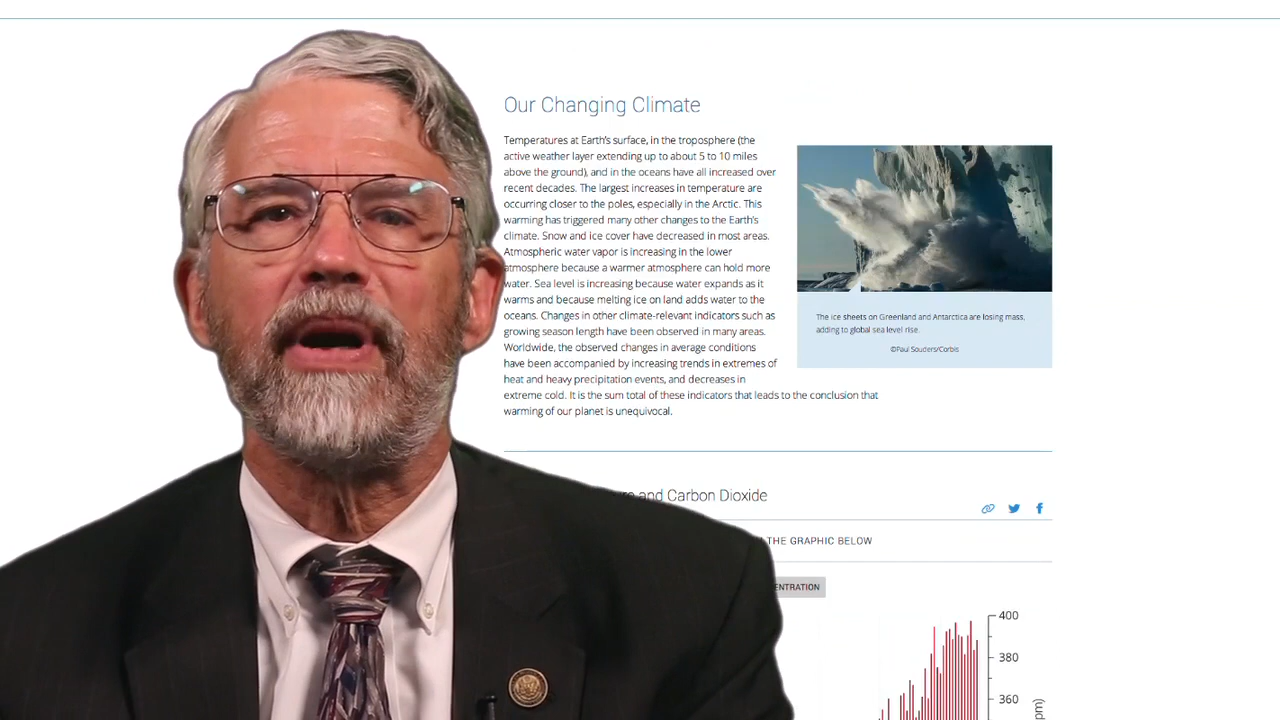 Our Changing Climate
Temperatures at Earth's surface, in the troposphere (the
active weather layer extending up to about 5 to 10 miles
above the ground), and in the oceans have all increased over
recent decades. The largest increases in temperature are
occurring closer to the poles, especially in the Arctic. This
warming has triggered many other changes to the Earth's
climate. Snow and ice cover have decreased in most areas.
Atmospheric water vapor is increasing in the lower
atmosphere because a warmer atmosphere can hold more
water. Sea level is increasing because water expands as it
warms and because melting ice on land adds water to the
oceans. Changes in other climate-relevant indicators such as
growing season length have been observed in many areas.
Worldwide, the observed changes in average conditions
have been accompanied by increasing trends in extremes of
heat and heavy precipitation events, and decreases in
extreme cold. It is the sum total of these indicators that leads to the conclusion that
warming of our planet is unequivocal.
The ice sheets on Greenland and Antarctica are losing mass,
adding to global sea level rise.
©Paul Souders/Corbis
and Carbon Dioxide
THE GRAPHIC BELOW
400
380
360